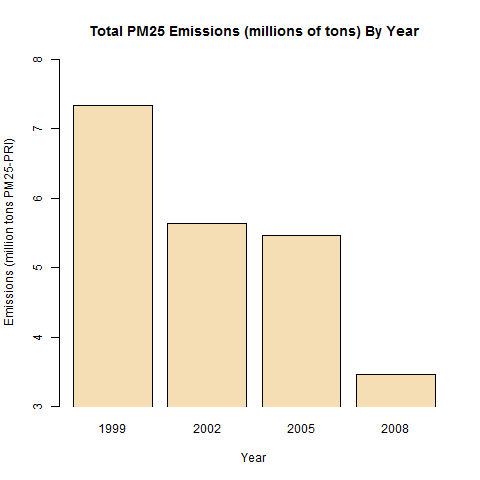 Total PM25 Emissions (millions of tons) By Year
Emissions (million tons PM25-PRI)
8
7
6
5
4
3
1999 2002 2005 2008
Year